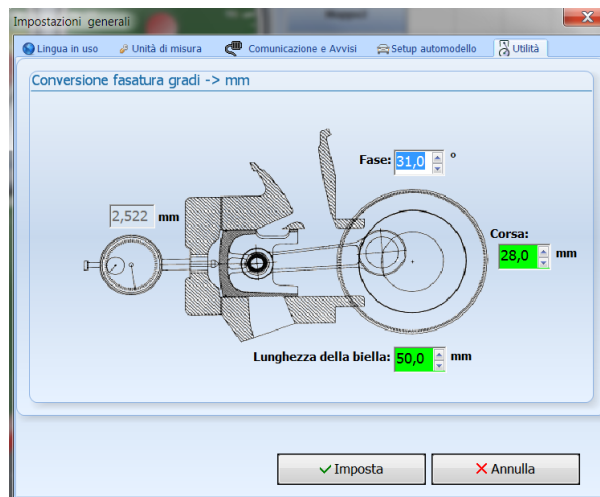 Impostazioni generali
Lingua in uso
Unità di misura
Comunicazione e Avvisi
Setup automodello
Utilità
Conversione fasatura gradi -> mm
Fase: 31,0 °
2,522 mm
Corsa:
28,0 mm
Lunghezza della biella: 50,0 mm
Imposta
Annulla